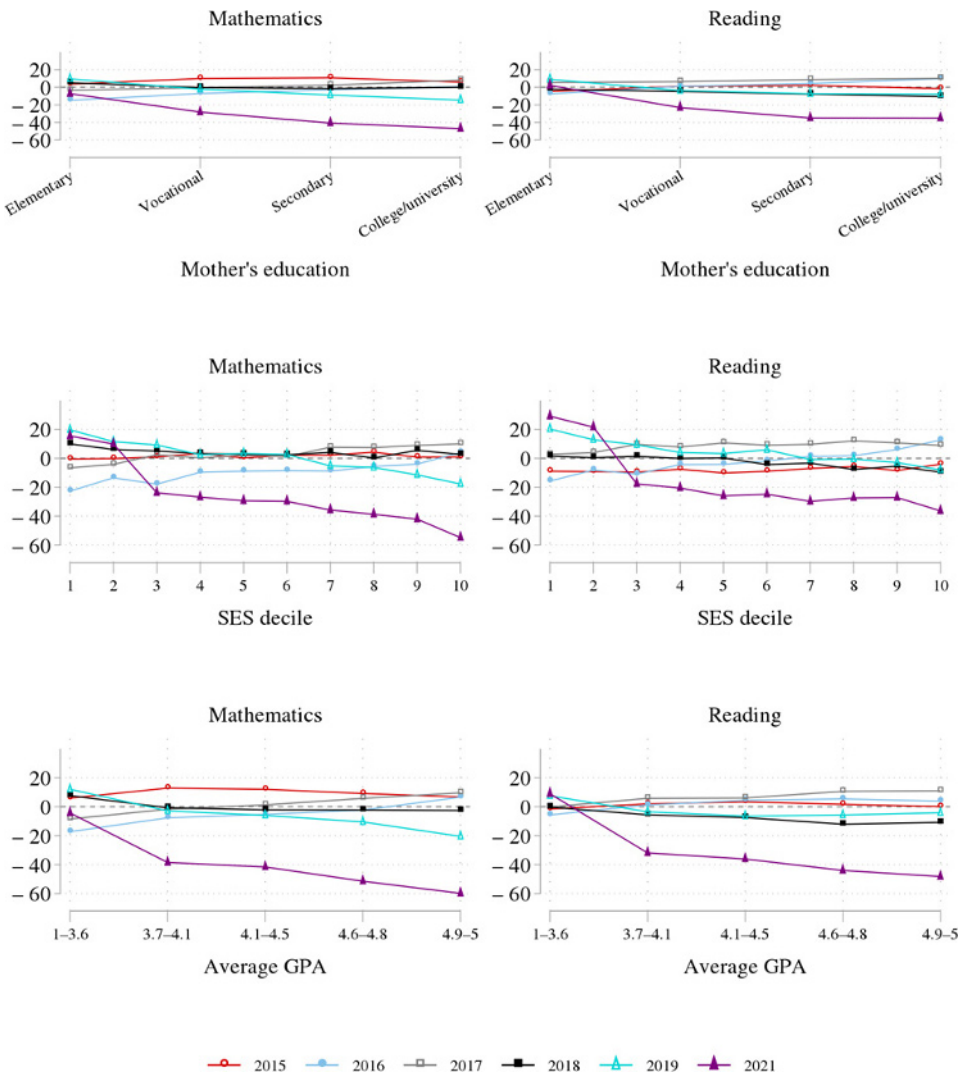 Mathematics Reading
20 20
0 0
− 20 − 20
− 40 − 40
− 60 − 60
Elementary Vocational Secondary College/university Elementary Vocational Secondary College/university
Mother's education Mother's education
Mathematics Reading
20 20
0 0
− 20 − 20
− 40 − 40
− 60 − 60
1 2 3 4 5 6 7 8 9 10 1 2 3 4 5 6 7 8 9 10
SES decile SES decile
Mathematics Reading
20 20
0 0
− 20 − 20
− 40 − 40
− 60 − 60
1–3.6 3.7–4.1 4.1–4.5 4.6–4.8 4.9–5 1–3.6 3.7–4.1 4.1–4.5 4.6–4.8 4.9–5
Average GPA Average GPA
2015 2016 2017 2018 2019 2021